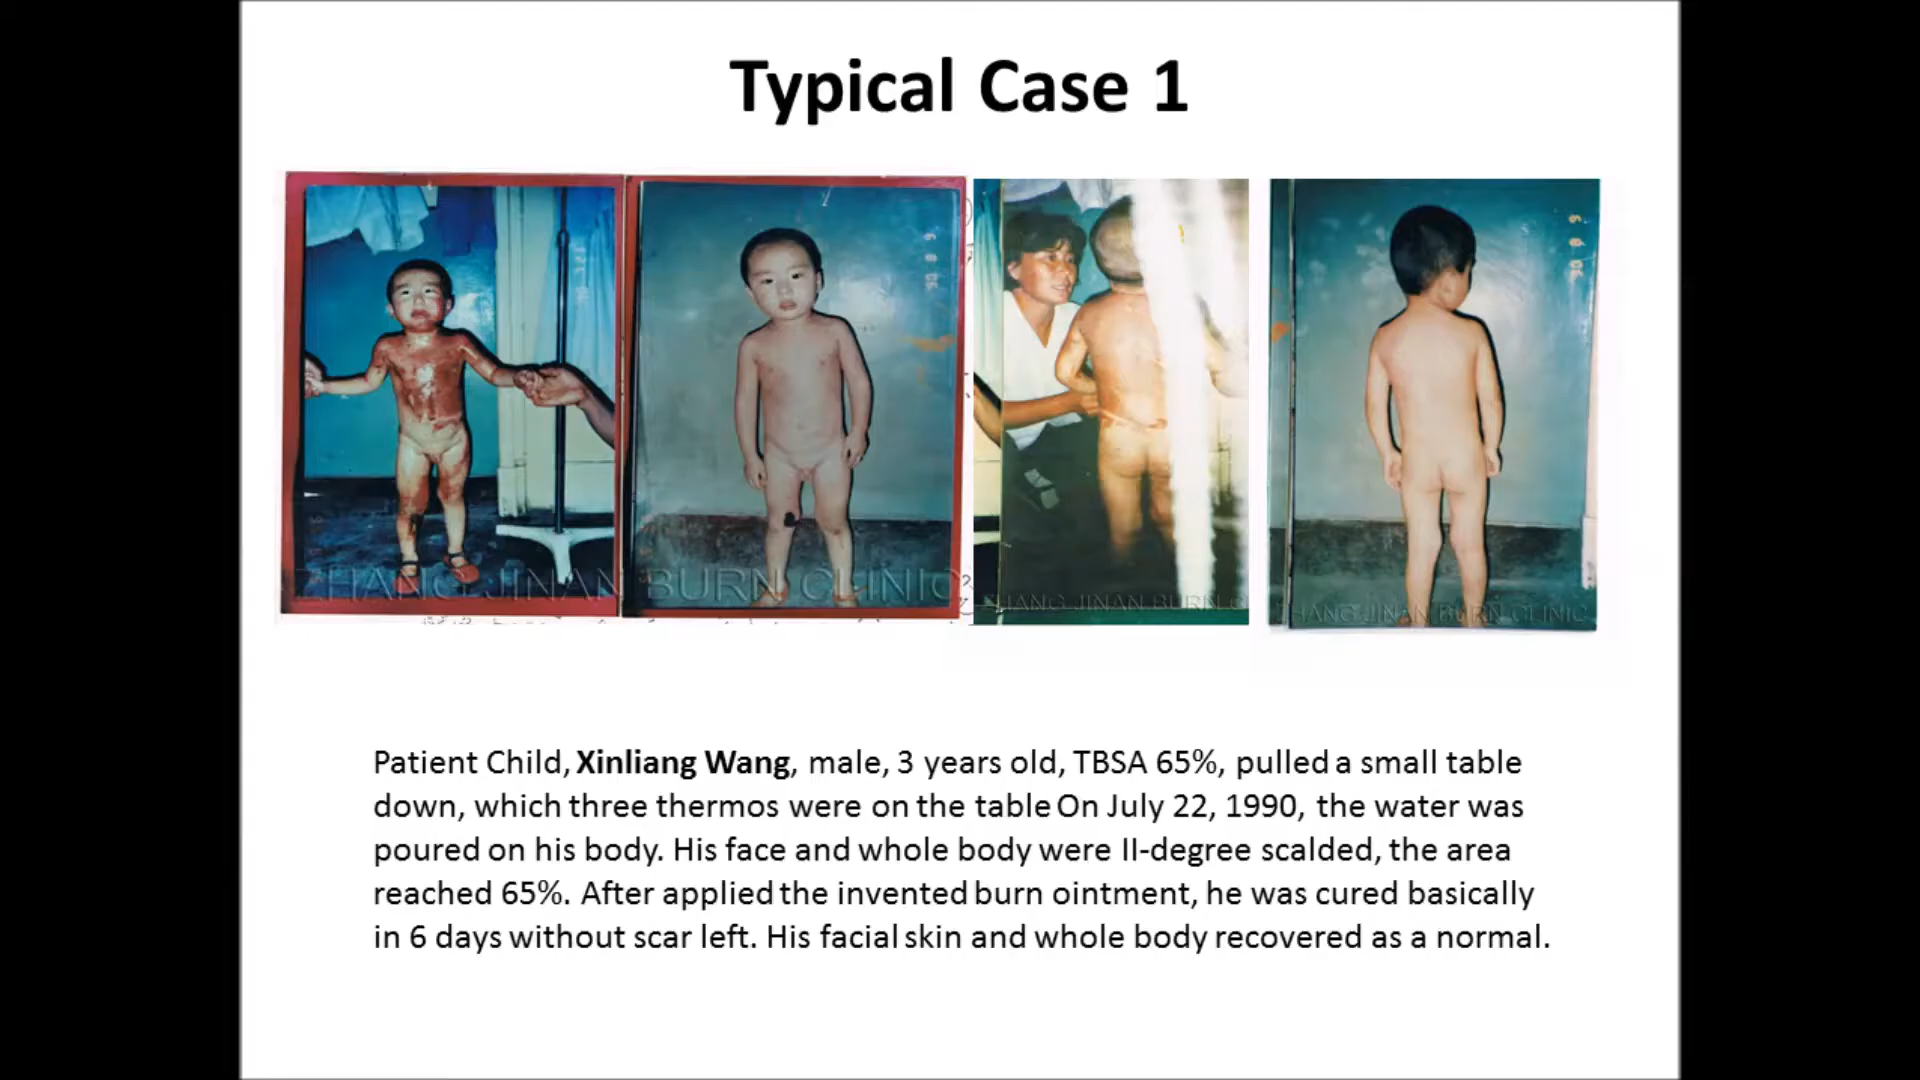 Typical Case 1
ZHANG JINAN BURN CLINIC
HANG JINAN BURN C
HANG JINAN BURN CLINIC
Patient Child, Xinliang Wang, male, 3 years old, TBSA 65%, pulled a small table
down, which three thermos were on the table On July 22, 1990, the water was
poured on his body. His face and whole body were II-degree scalded, the area
reached 65%. After applied the invented burn ointment, he was cured basically
in 6 days without scar left. His facial skin and whole body recovered as a normal.